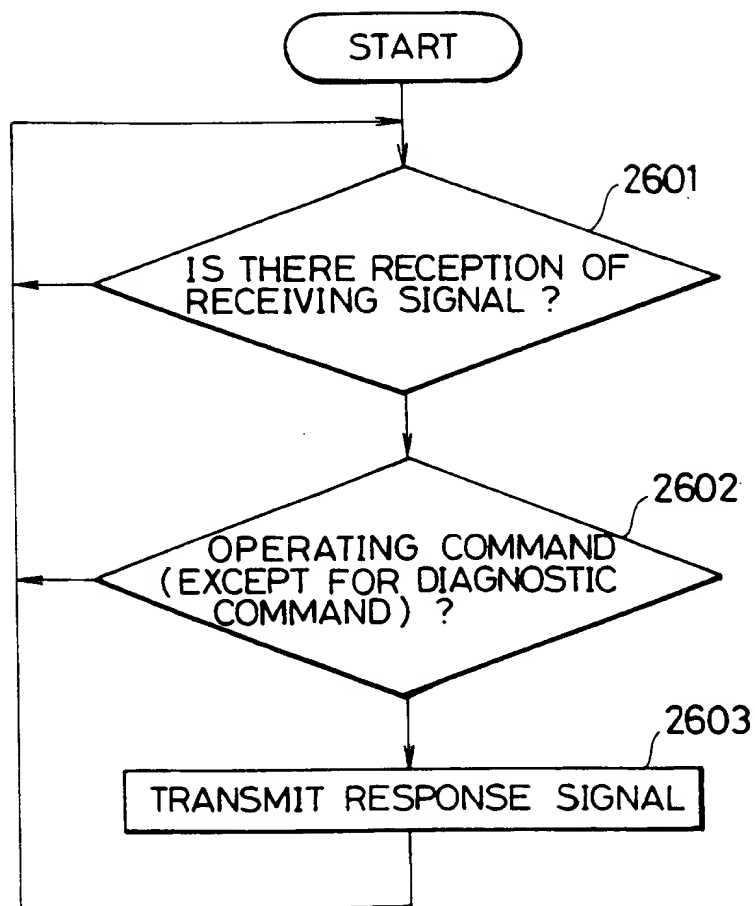 START
2601
IS THERE RECEPTION OF
RECEIVING SIGNAL ?
2602
OPERATING COMMAND
(EXCEPT FOR DIAGNOSTIC
COMMAND) ?
2603
TRANSMIT RESPONSE SIGNAL